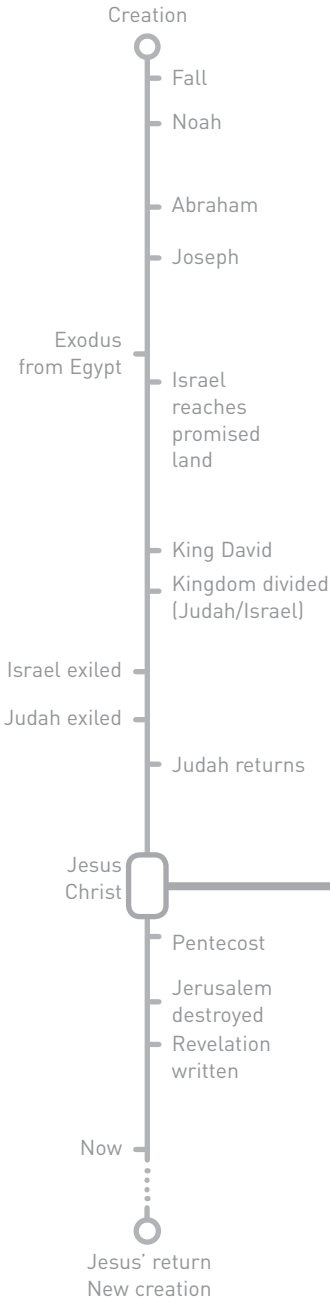 Creation
Fall
Noah
Abraham
Joseph
Exodus
from Egypt
Israel
reaches
promised
land
King David
Kingdom divided
(Judah/Israel)
Israel exiled
Judah exiled
Judah returns
Jesus
Christ
Pentecost
Jerusalem
destroyed
Revelation
written
Now
Jesus’ return
New creation